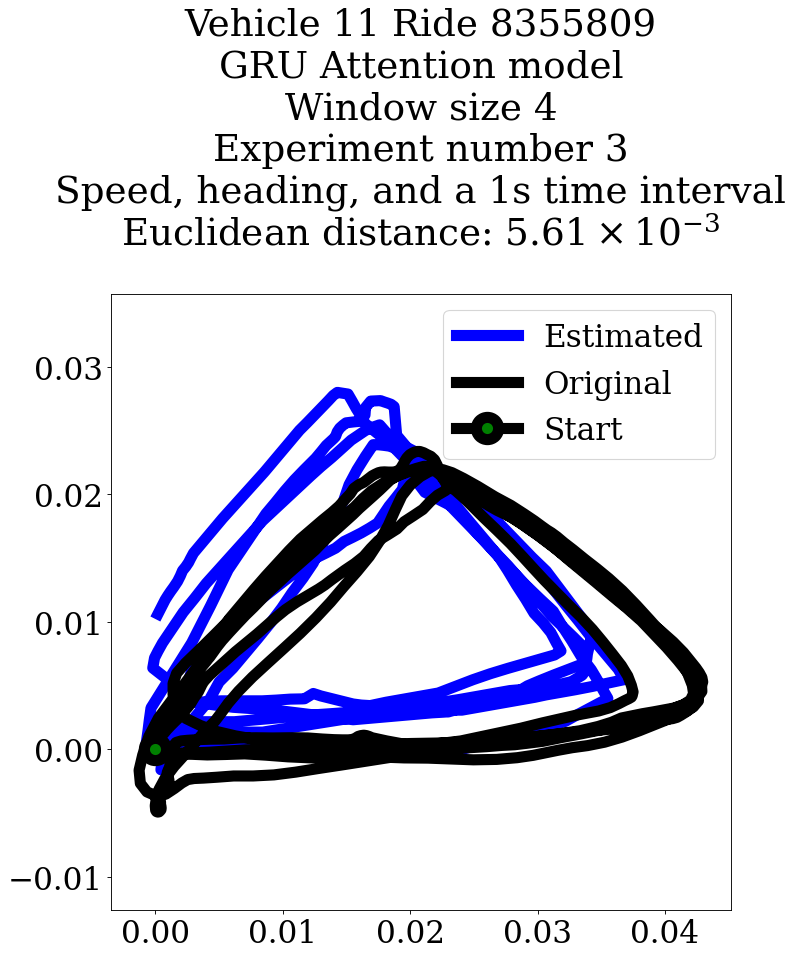 Vehicle 11 Ride 8355809
GRU Attention model
Window size 4
Experiment number 3
Speed, heading, and a 1s time interval
Euclidean distance: 5.61 × 10⁻³
Estimated
Original
Start
0.03
0.02
0.01
0.00
−0.01
0.00 0.01 0.02 0.03 0.04